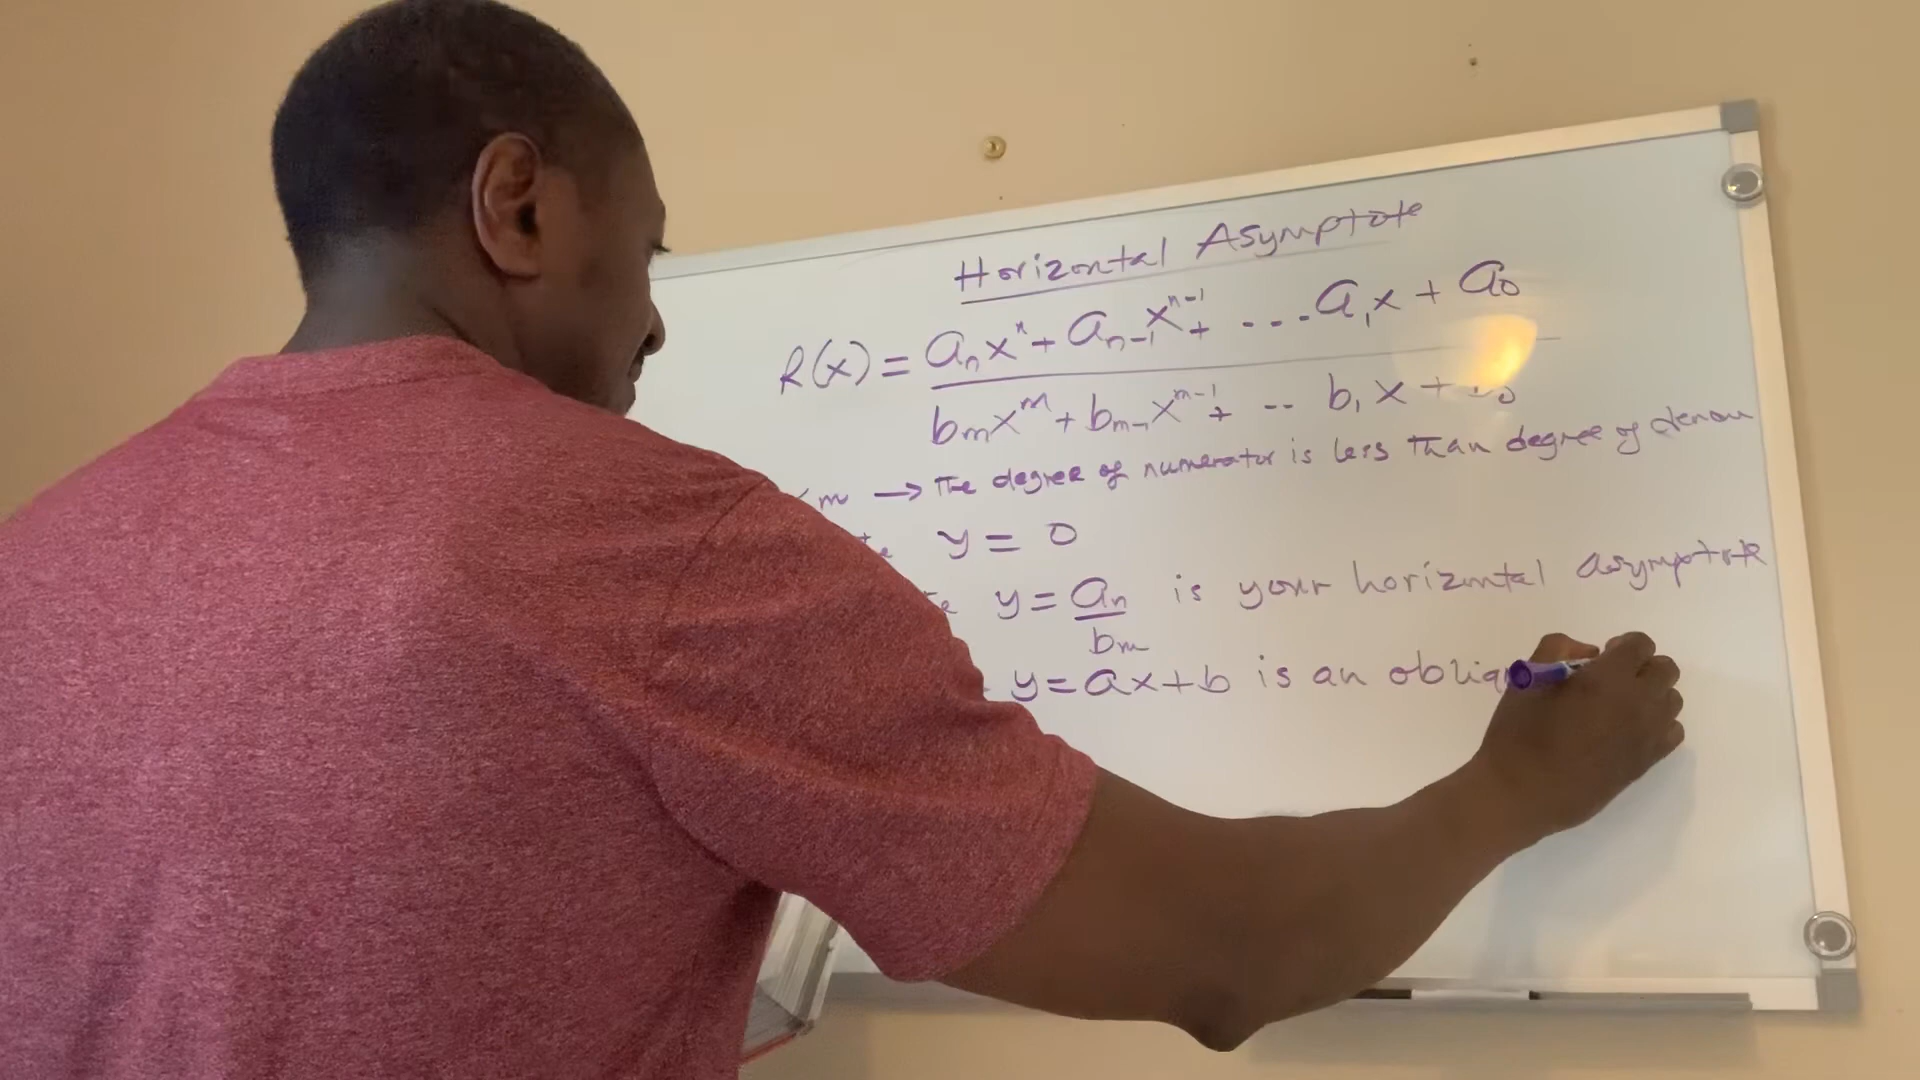 Horizontal Asymptote
R(x) = aₙxⁿ + aₙ₋₁xⁿ⁻¹ + ... a₁x + a₀
bₘxᵐ + bₘ₋₁xᵐ⁻¹ + -- b₁x +
m → The degree of numerator is less than degree of denom
y = 0
y = aₙ is your horizontal asymptote
bₘ
y = ax+b is an obliq